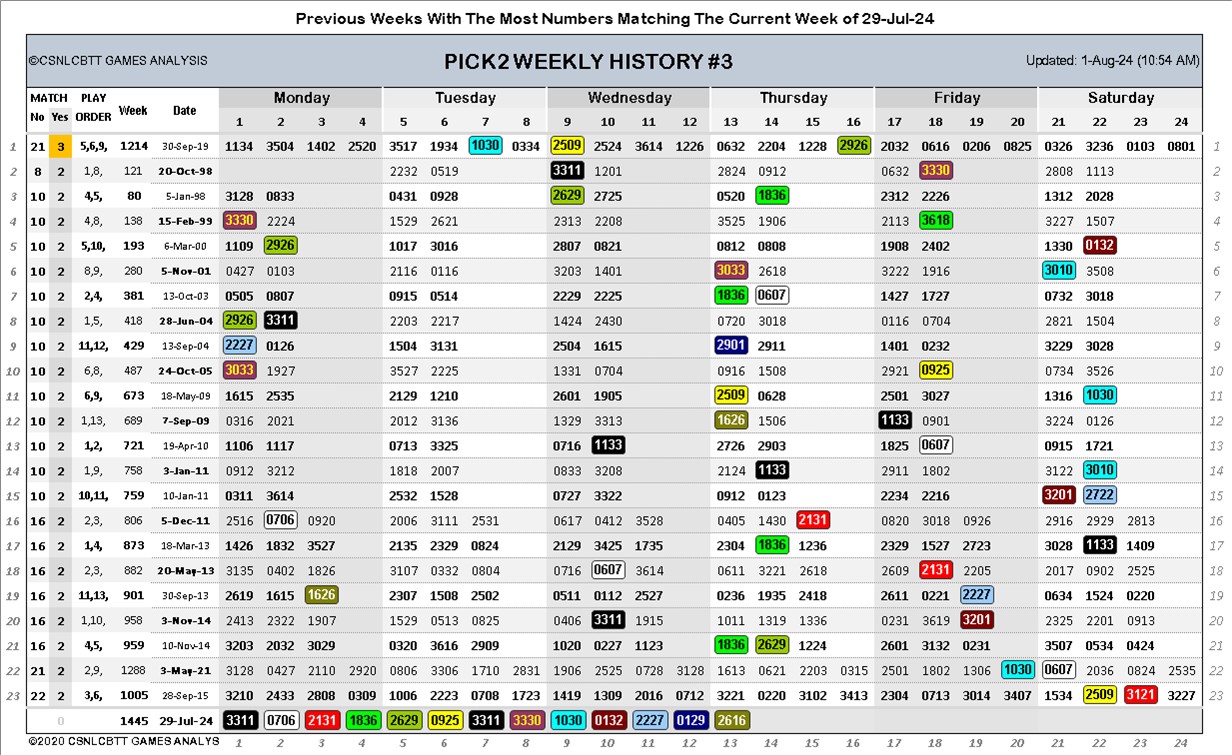 Previous Weeks With The Most Numbers Matching The Current Week of 29-Jul-24
©CSNLCBTT GAMES ANALYSIS PICK2 WEEKLY HISTORY #3 Updated: 1-Aug-24 (10:54 AM)
MATCH PLAY Week Date Monday Tuesday Wednesday Thursday Friday Saturday
No Yes ORDER 1 2 3 4 5 6 7 8 9 10 11 12 13 14 15 16 17 18 19 20 21 22 23 24
1 21 3 5,6,9, 1214 30-Sep-19 1134 3504 1402 2520 3517 1934 1030 0334 2509 2524 3614 1226 0632 2204 1228 2926 2032 0616 0206 0825 0326 3236 0103 0801 1
2 8 2 1,8, 121 20-Oct-98 2232 0519 3311 1201 2824 0912 0632 3330 2808 1113 2
3 10 2 4,5, 80 5-Jan-98 3128 0833 0431 0928 2629 2725 0520 1836 2312 2226 1312 2028 3
4 10 2 4,8, 138 15-Feb-99 3330 2224 1529 2621 2313 2208 3525 1906 2113 3618 3227 1507 4
5 10 2 5,10, 193 6-Mar-00 1109 2926 1017 3016 2807 0821 0812 0808 1908 2402 1330 0132 5
6 10 2 8,9, 280 5-Nov-01 0427 0103 2116 0116 3203 1401 3033 2618 3222 1916 3010 3508 6
7 10 2 2,4, 381 13-Oct-03 0505 0807 0915 0514 2229 2225 1836 0607 1427 1727 0732 3018 7
8 10 2 1,5, 418 28-Jun-04 2926 3311 2203 2217 1424 2430 0720 3018 0116 0704 2821 1504 8
9 10 2 11,12, 429 13-Sep-04 2227 0126 1504 3131 2504 1615 2901 2911 1401 0232 3229 3028 9
10 10 2 6,8, 487 24-Oct-05 3033 1927 3527 2225 1331 0704 0916 1508 2921 0925 0734 3526 10
11 10 2 6,9, 673 18-May-09 1615 2535 2129 1210 2601 1905 2509 0628 2501 3027 1316 1030 11
12 10 2 1,13, 689 7-Sep-09 0316 2021 2012 3136 1329 3313 1626 1506 1133 0901 3224 0126 12
13 10 2 1,2, 721 19-Apr-10 1106 1117 0713 3325 0716 1133 2726 2903 1825 0607 0915 1721 13
14 10 2 1,9, 758 3-Jan-11 0912 3212 1818 2007 0833 3208 2124 1133 2911 1802 3122 3010 14
15 10 2 10,11, 759 10-Jan-11 0311 3614 2532 1528 0727 3322 0912 0123 2234 2216 3201 2722 15
16 16 2 2,3, 806 5-Dec-11 2516 0706 0920 2006 3111 2531 0617 0412 3528 0405 1430 2131 0820 3018 0926 2916 2929 2813 16
17 16 2 1,4, 873 18-Mar-13 1426 1832 3527 2135 2329 0824 2129 3425 1735 2304 1836 1236 2329 1527 2723 3028 1133 1409 17
18 16 2 2,3, 882 20-May-13 3135 0402 1826 3107 0332 0804 0716 0607 3614 0611 3221 2618 2609 2131 2205 2017 0902 2525 18
19 16 2 11,13, 901 30-Sep-13 2619 1615 1626 2307 1508 2502 0511 0112 2527 0236 1935 2418 2611 0221 2227 0634 1524 0220 19
20 16 2 1,10, 958 3-Nov-14 2413 2322 1907 1529 0513 0825 0406 3311 1915 1011 1319 1336 0231 3619 3201 2325 2201 0913 20
21 16 2 4,5, 959 10-Nov-14 3203 2032 3029 0320 3616 2909 1020 0227 1123 1836 2629 1224 2601 3132 0231 3507 0534 0424 21
22 21 2 2,9, 1288 3-May-21 3128 0427 2110 2920 0806 3306 1710 2831 1906 2525 0728 3128 1613 0621 2203 0315 2501 1802 1306 1030 0607 2036 0824 2535 22
23 22 2 3,6, 1005 28-Sep-15 3210 2433 2808 0309 1006 2223 0708 1723 1419 1309 2016 0712 3221 0220 3102 3413 2304 0713 3014 3407 1534 2509 3121 3227 23
0 1445 29-Jul-24 3311 0706 2131 1836 2629 0925 3311 3330 1030 0132 2227 0129 2616
©2020 CSNLCBTT GAMES ANALYS 1 2 3 4 5 6 7 8 9 10 11 12 13 14 15 16 17 18 19 20 21 22 23 24